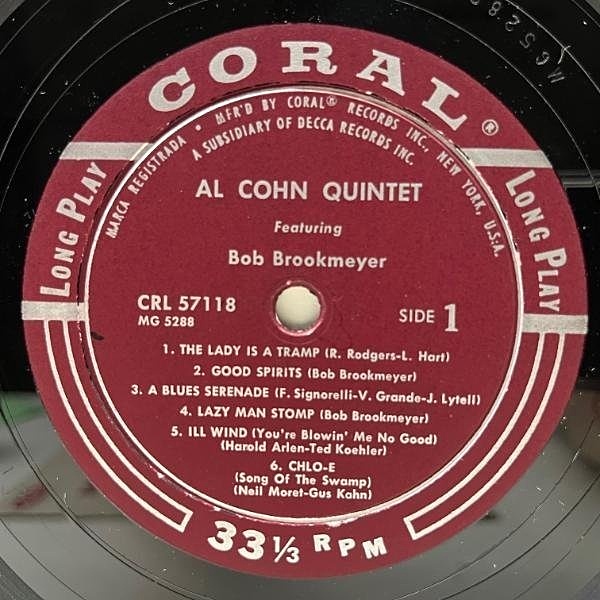 CORAL®
MARCA REGISTRADA • MFR'D BY CORAL® RECORDS INC., NEW YORK, U.S.A.
A SUBSIDIARY OF DECCA RECORDS INC.
LONG PLAY
LONG PLAY
AL COHN QUINTET
Featuring
Bob Brookmeyer
CRL 57118
MG 5288
SIDE 1
1. THE LADY IS A TRAMP (R. Rodgers-L. Hart)
2. GOOD SPIRITS (Bob Brookmeyer)
3. A BLUES SERENADE (F. Signorelli-V. Grande-J. Lytell)
4. LAZY MAN STOMP (Bob Brookmeyer)
5. ILL WIND (You're Blowin' Me No Good)
(Harold Arlen-Ted Koehler)
6. CHLO-E
(Song Of The Swamp)
(Neil Moret-Gus Kahn)
33⅓ RPM